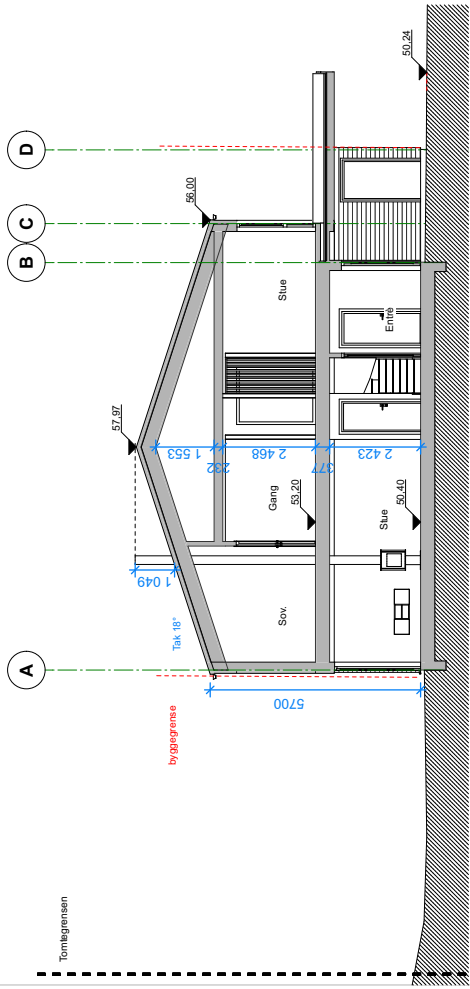 A
B
C
D
57,97
56,00
50,24
1 049
1 553
232
2 468
377
2 423
5700
Tak 18°
byggegrense
Tomtegrensen
Sov.
Gang
53,20
Stue
Stue
50,40
Entré